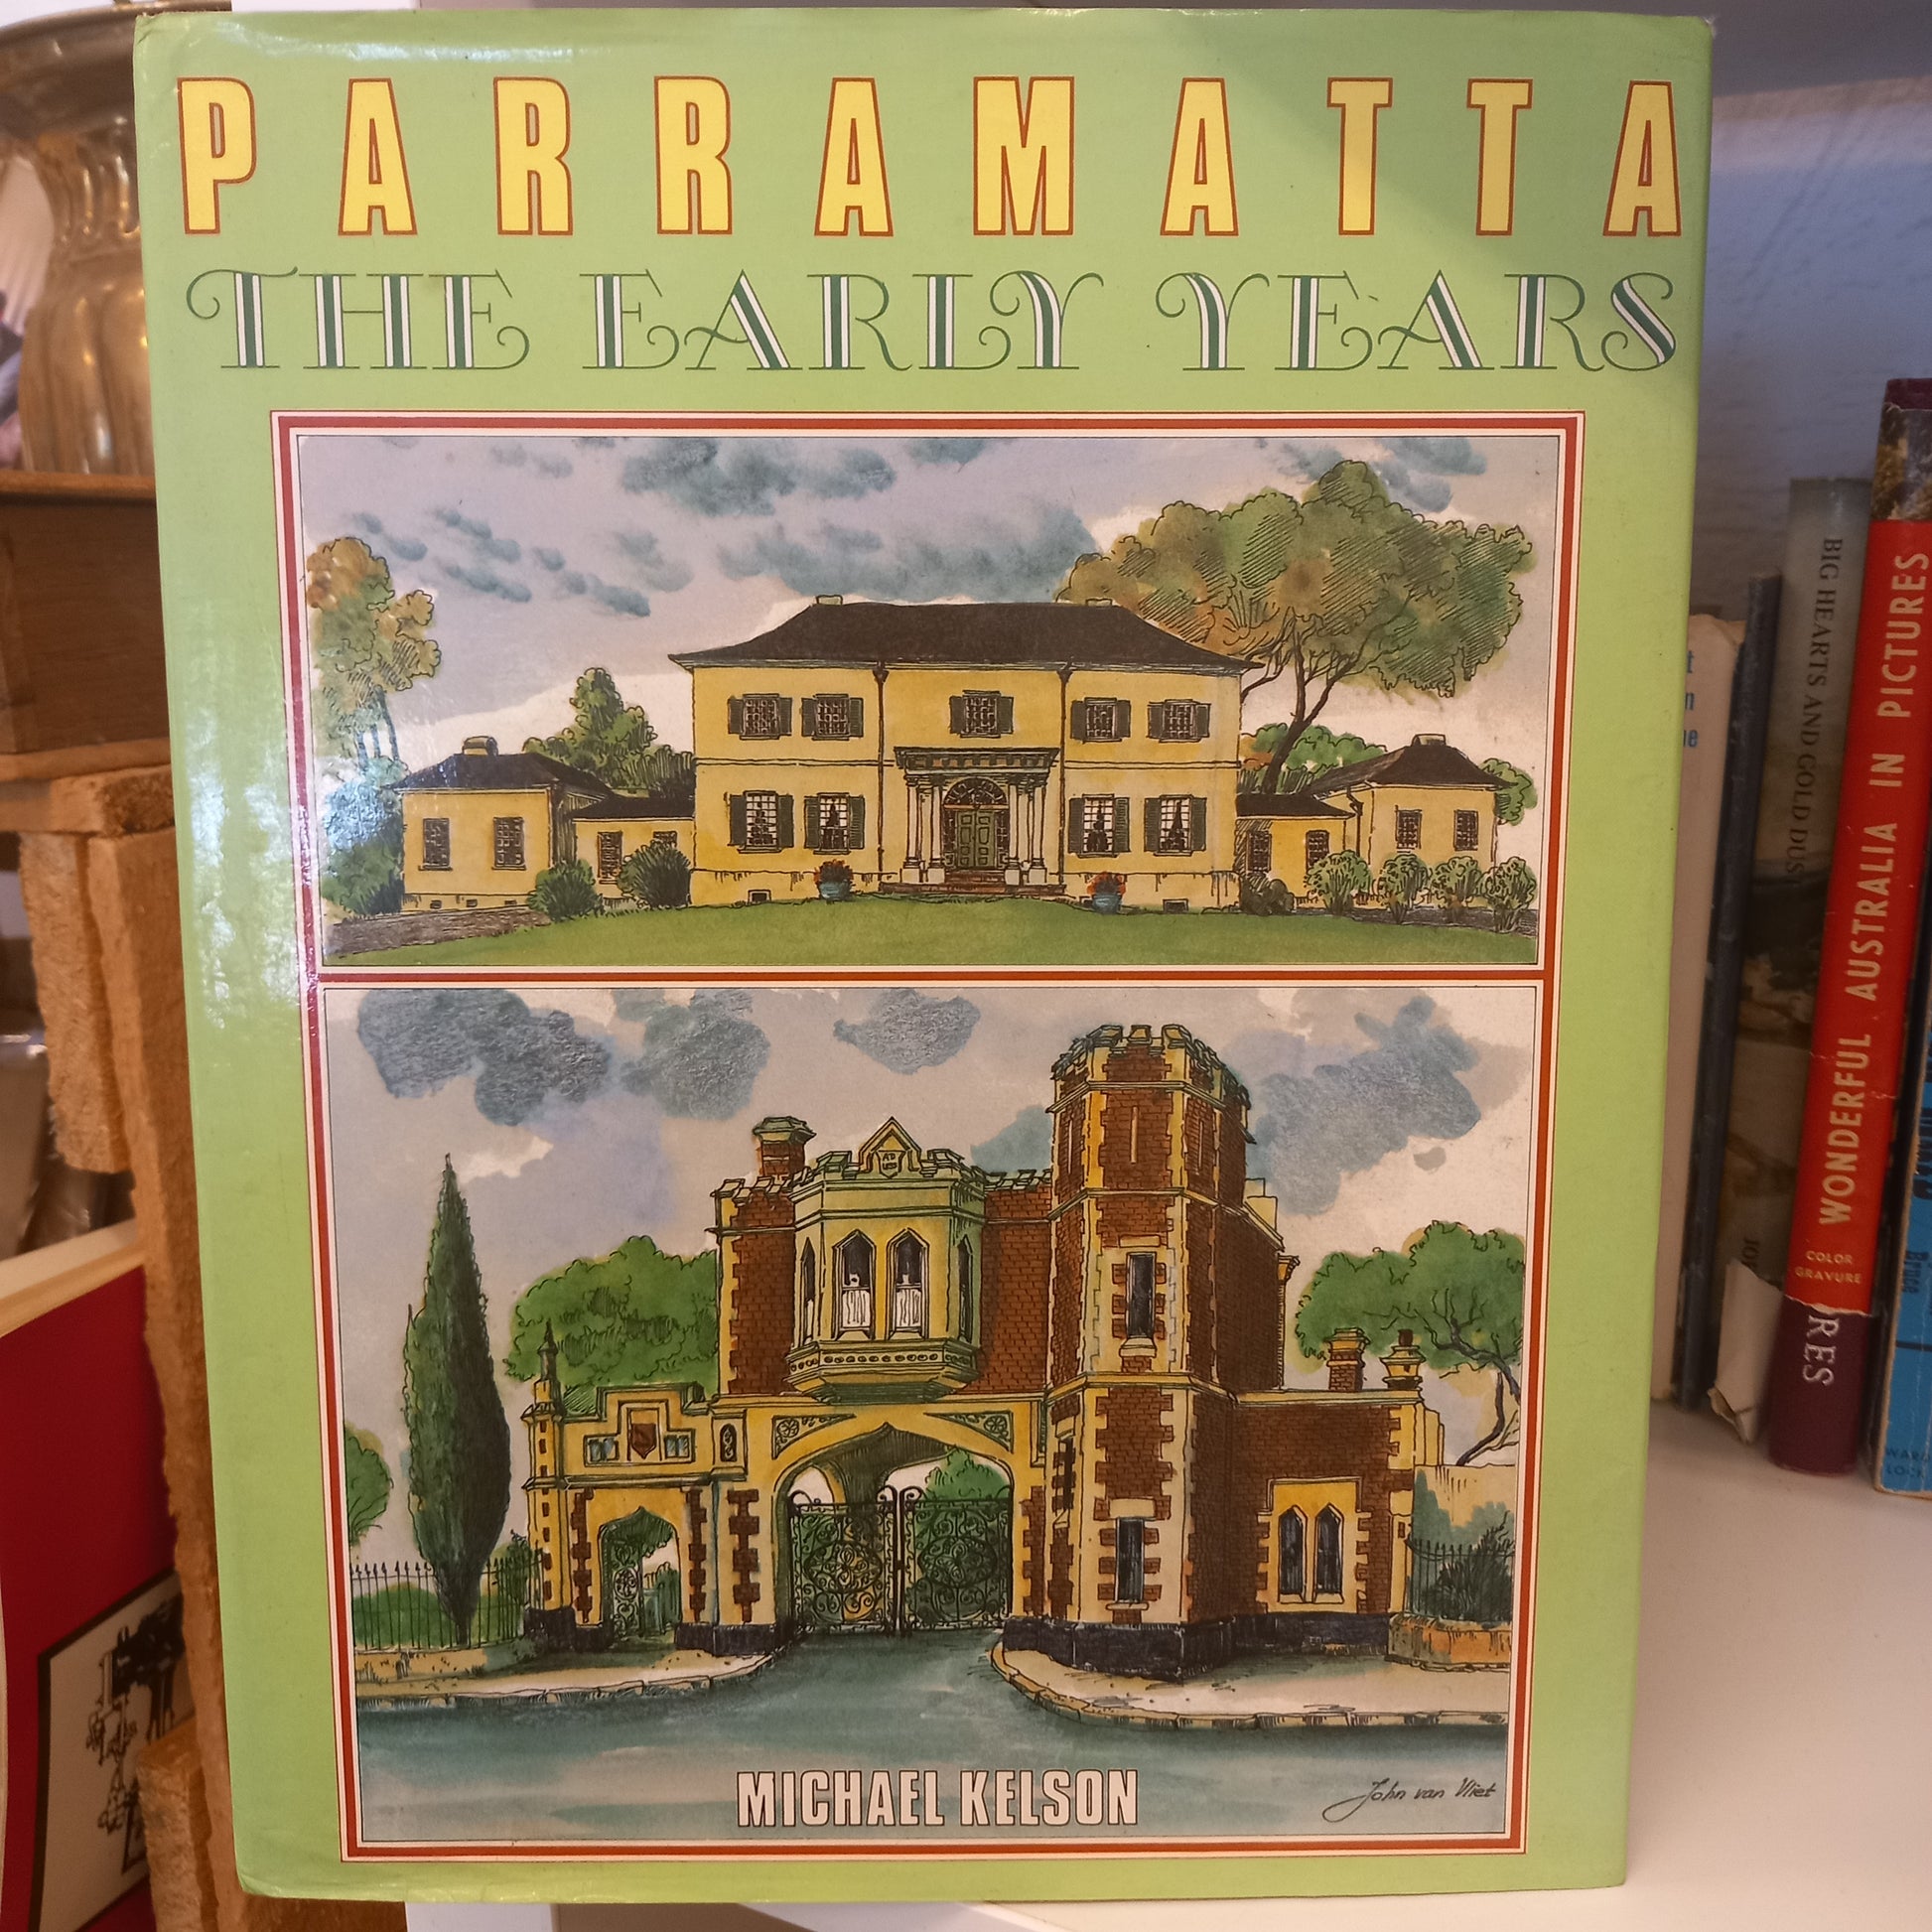 PARRAMATTA
THE EARLY YEARS
MICHAEL KELSON
John van Vliet
BIG HEARTS AND GOLD DUST
WONDERFUL AUSTRALIA IN PICTURES
COLOR
GRAVURE
RES